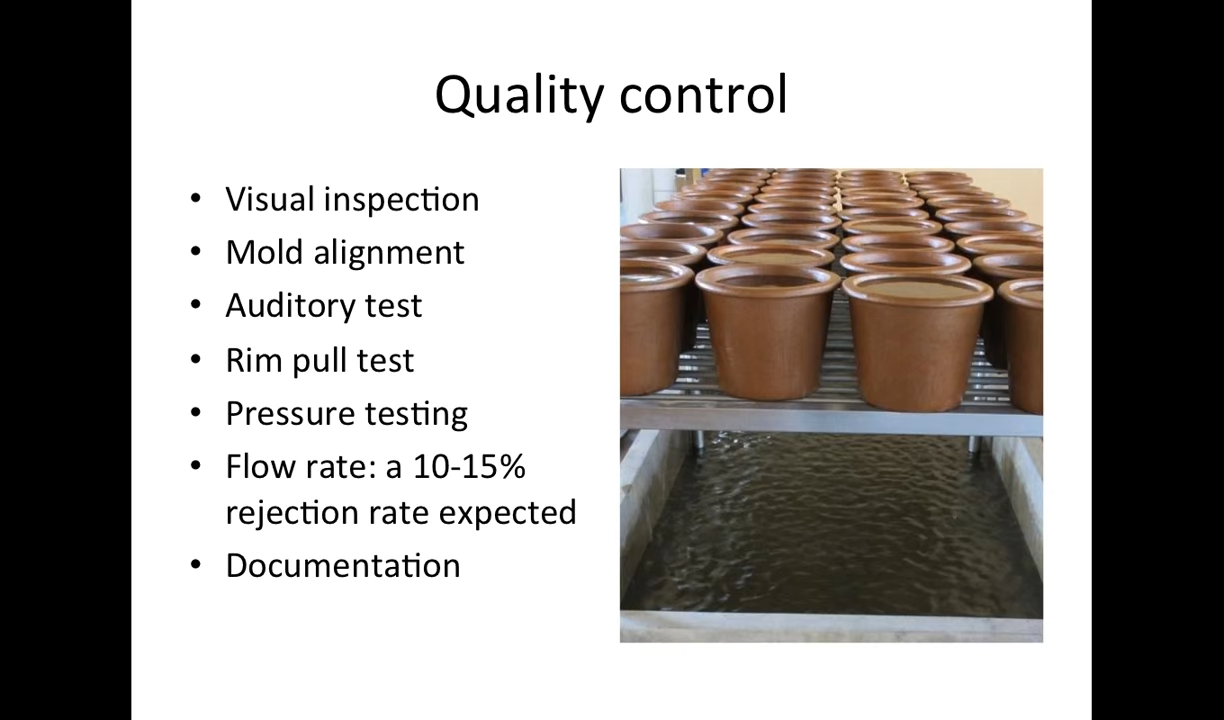 Quality control
• Visual inspection
• Mold alignment
• Auditory test
• Rim pull test
• Pressure testing
• Flow rate: a 10-15%
rejection rate expected
• Documentation